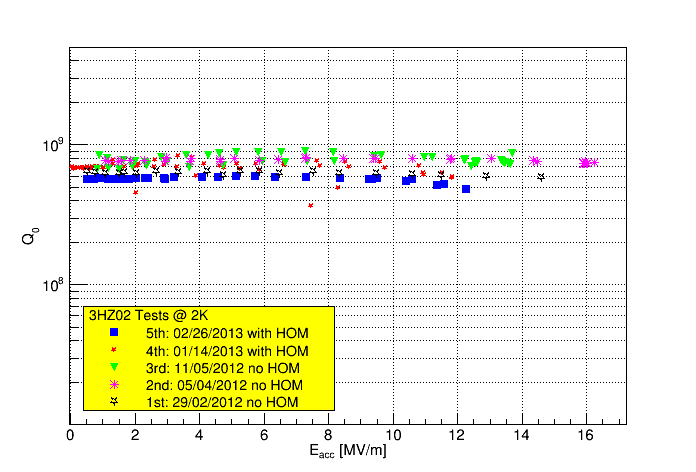 10⁹
Q₀
10⁸
3HZ02 Tests @ 2K
5th: 02/26/2013 with HOM
4th: 01/14/2013 with HOM
3rd: 11/05/2012 no HOM
2nd: 05/04/2012 no HOM
1st: 29/02/2012 no HOM
0 2 4 6 8 10 12 14 16
Eacc [MV/m]